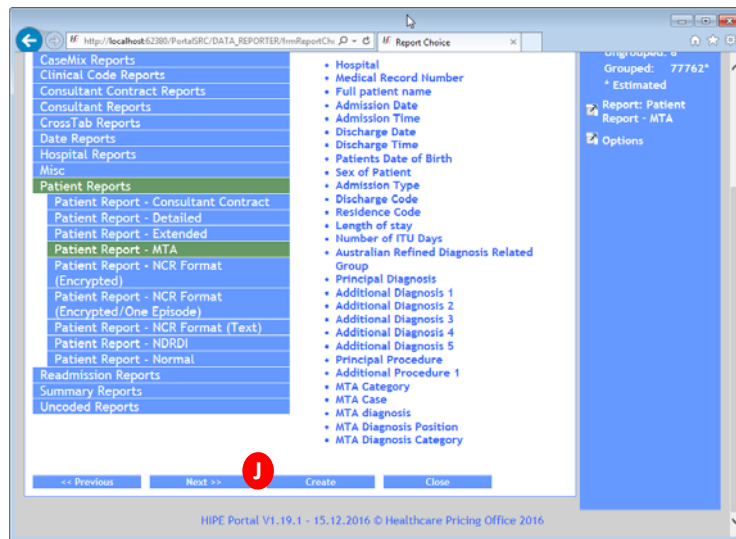 http://localhost:62380/PortalSRC/DATA_REPORTER/frmReportCh
Report Choice
CaseMix Reports
Clinical Code Reports
Consultant Contract Reports
Consultant Reports
CrossTab Reports
Date Reports
Hospital Reports
Misc
Patient Reports
Patient Report - Consultant Contract
Patient Report - Detailed
Patient Report - Extended
Patient Report - MTA
Patient Report - NCR Format
(Encrypted)
Patient Report - NCR Format
(Encrypted/One Episode)
Patient Report - NCR Format (Text)
Patient Report - NDRDI
Patient Report - Normal
Readmission Reports
Summary Reports
Uncoded Reports
• Hospital
• Medical Record Number
• Full patient name
• Admission Date
• Admission Time
• Discharge Date
• Discharge Time
• Patients Date of Birth
• Sex of Patient
• Admission Type
• Discharge Code
• Residence Code
• Length of stay
• Number of ITU Days
• Australian Refined Diagnosis Related
Group
• Principal Diagnosis
• Additional Diagnosis 1
• Additional Diagnosis 2
• Additional Diagnosis 3
• Additional Diagnosis 4
• Additional Diagnosis 5
• Principal Procedure
• Additional Procedure 1
• MTA Category
• MTA Case
• MTA diagnosis
• MTA Diagnosis Position
• MTA Diagnosis Category
Ungrouped: 8
Grouped: 77762*
* Estimated
Report: Patient
Report - MTA
Options
<< Previous
Next >>
J
Create
Close
HIPE Portal V1.19.1 - 15.12.2016 © Healthcare Pricing Office 2016